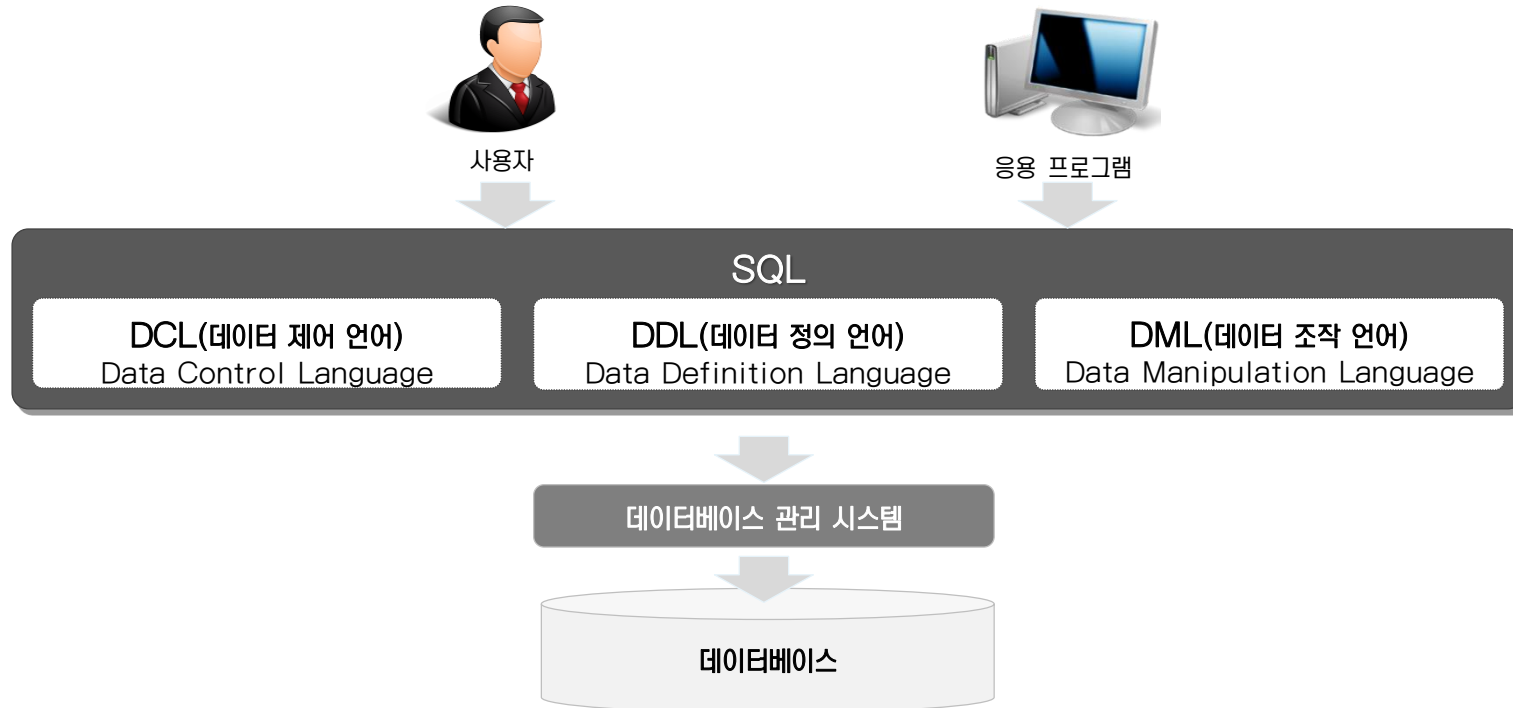 사용자
응용 프로그램
SQL
DCL(데이터 제어 언어)
Data Control Language
DDL(데이터 정의 언어)
Data Definition Language
DML(데이터 조작 언어)
Data Manipulation Language
데이터베이스 관리 시스템
데이터베이스